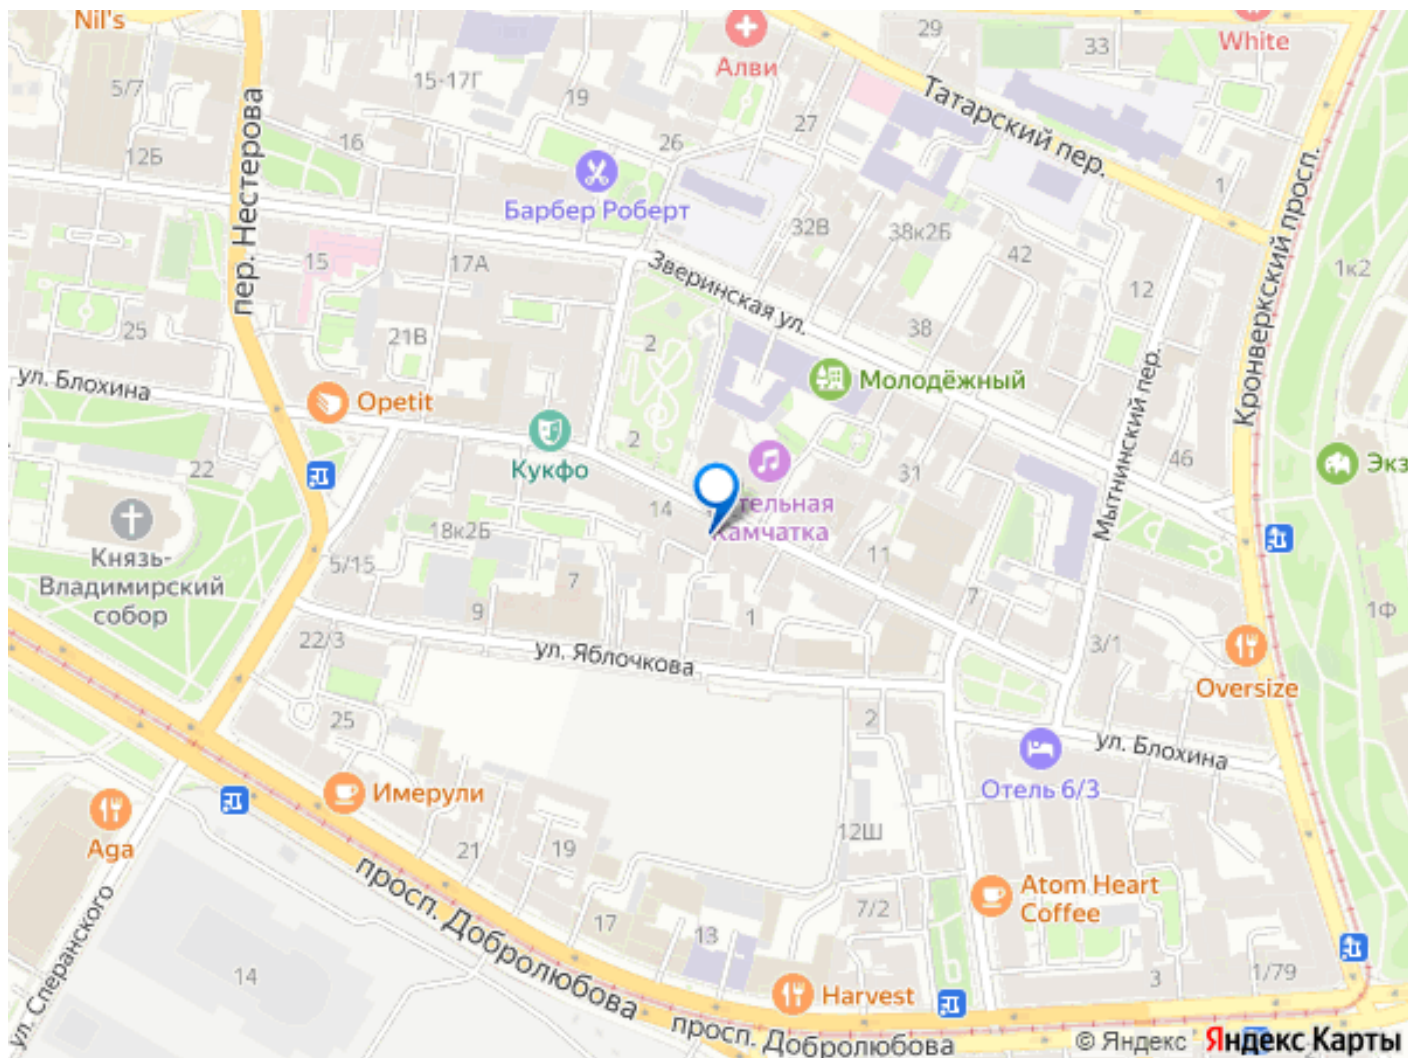 Nil's
Алви
29
33
White
5/7
15-17Г
19
27
Татарский пер.
16
26
12Б
1
Барбер Роберт
пер. Нестерова
32В
38к2Б
42
15
17А
Зверинская ул.
12
1к2
Кронверкский просп.
25
21В
2
38
ул. Блохина
Opetit
Молодёжный
Мытнинский пер.
Кукфо
2
22
46
Экз
31
14
тельная
Камчатка
18к2Б
Князь-
Владимирский
собор
5/15
7
11
9
1
7
1Ф
22/3
ул. Яблочкова
3/1
Oversize
25
2
ул. Блохина
Имерули
Отель 6/3
Aga
21
19
12Ш
просп. Добролюбова
Atom Heart
Coffee
17
7/2
13
ул. Сперанского
14
3
1/79
Harvest
просп. Добролюбова
© Яндекс Яндекс Карты